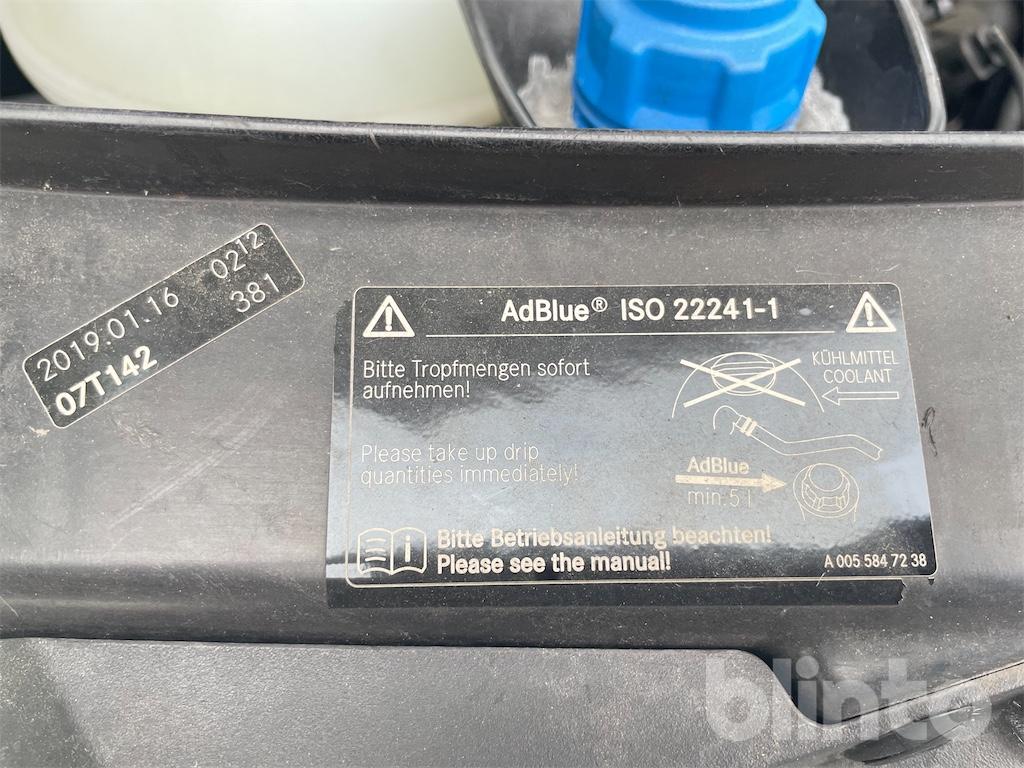 2019.01.16 0212
07T142 381
AdBlue® ISO 22241-1
Bitte Tropfmengen sofort
aufnehmen!
KÜHLMITTEL
COOLANT
Please take up drip
quantities immediately!
AdBlue
min. 5 l
i
Bitte Betriebsanleitung beachten!
Please see the manual!
A 005 584 72 38
blinto